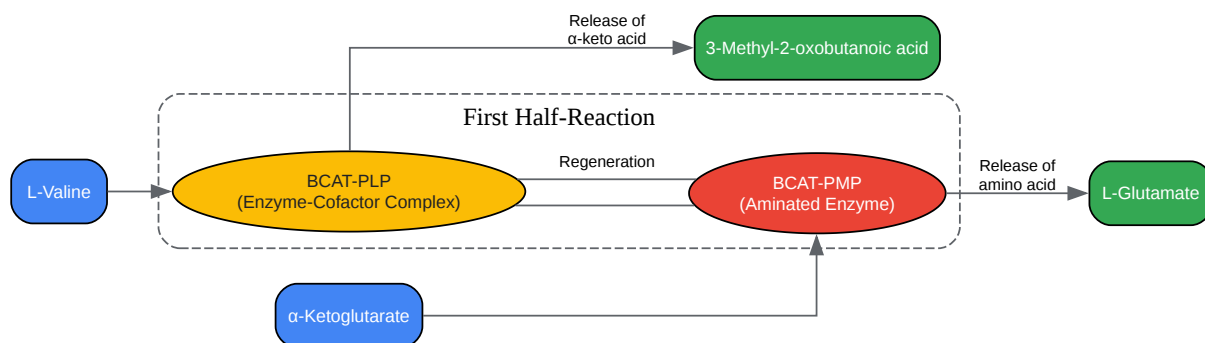 Release of
α-keto acid
3-Methyl-2-oxobutanoic acid
First Half-Reaction
L-Valine
BCAT-PLP
(Enzyme-Cofactor Complex)
Regeneration
BCAT-PMP
(Aminated Enzyme)
Release of
amino acid
L-Glutamate
α-Ketoglutarate